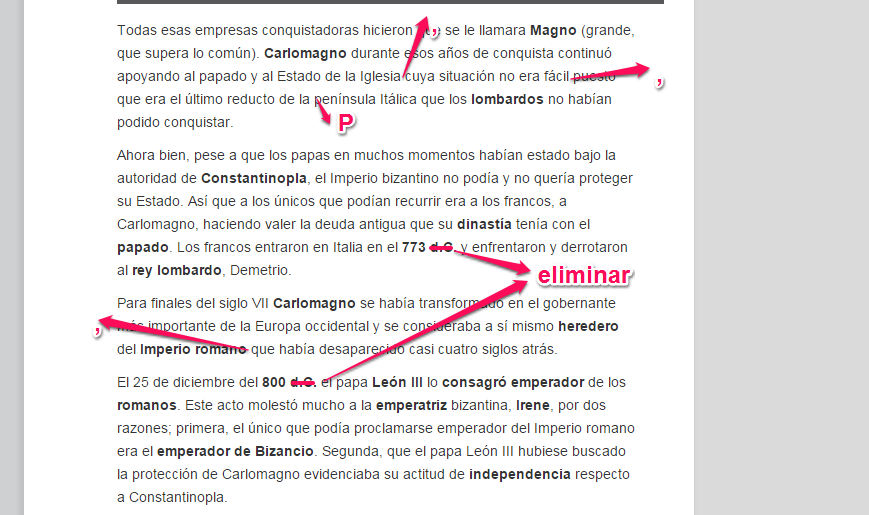 Todas esas empresas conquistadoras hicieron que se le llamara Magno (grande,
que supera lo común). Carlomagno durante esos años de conquista continuó
apoyando al papado y al Estado de la Iglesia cuya situación no era fácil puesto
que era el último reducto de la península Itálica que los lombardos no habían
podido conquistar.
,
,
P
Ahora bien, pese a que los papas en muchos momentos habían estado bajo la
autoridad de Constantinopla, el Imperio bizantino no podía y no quería proteger
su Estado. Así que a los únicos que podían recurrir era a los francos, a
Carlomagno, haciendo valer la deuda antigua que su dinastía tenía con el
papado. Los francos entraron en Italia en el 773 d.C. y enfrentaron y derrotaron
al rey lombardo, Demetrio.
eliminar
Para finales del siglo VII Carlomagno se había transformado en el gobernante
más importante de la Europa occidental y se consideraba a sí mismo heredero
del Imperio romano que había desaparecido casi cuatro siglos atrás.
,
El 25 de diciembre del 800 d.C. el papa León III lo consagró emperador de los
romanos. Este acto molestó mucho a la emperatriz bizantina, Irene, por dos
razones; primera, el único que podía proclamarse emperador del Imperio romano
era el emperador de Bizancio. Segunda, que el papa León III hubiese buscado
la protección de Carlomagno evidenciaba su actitud de independencia respecto
a Constantinopla.